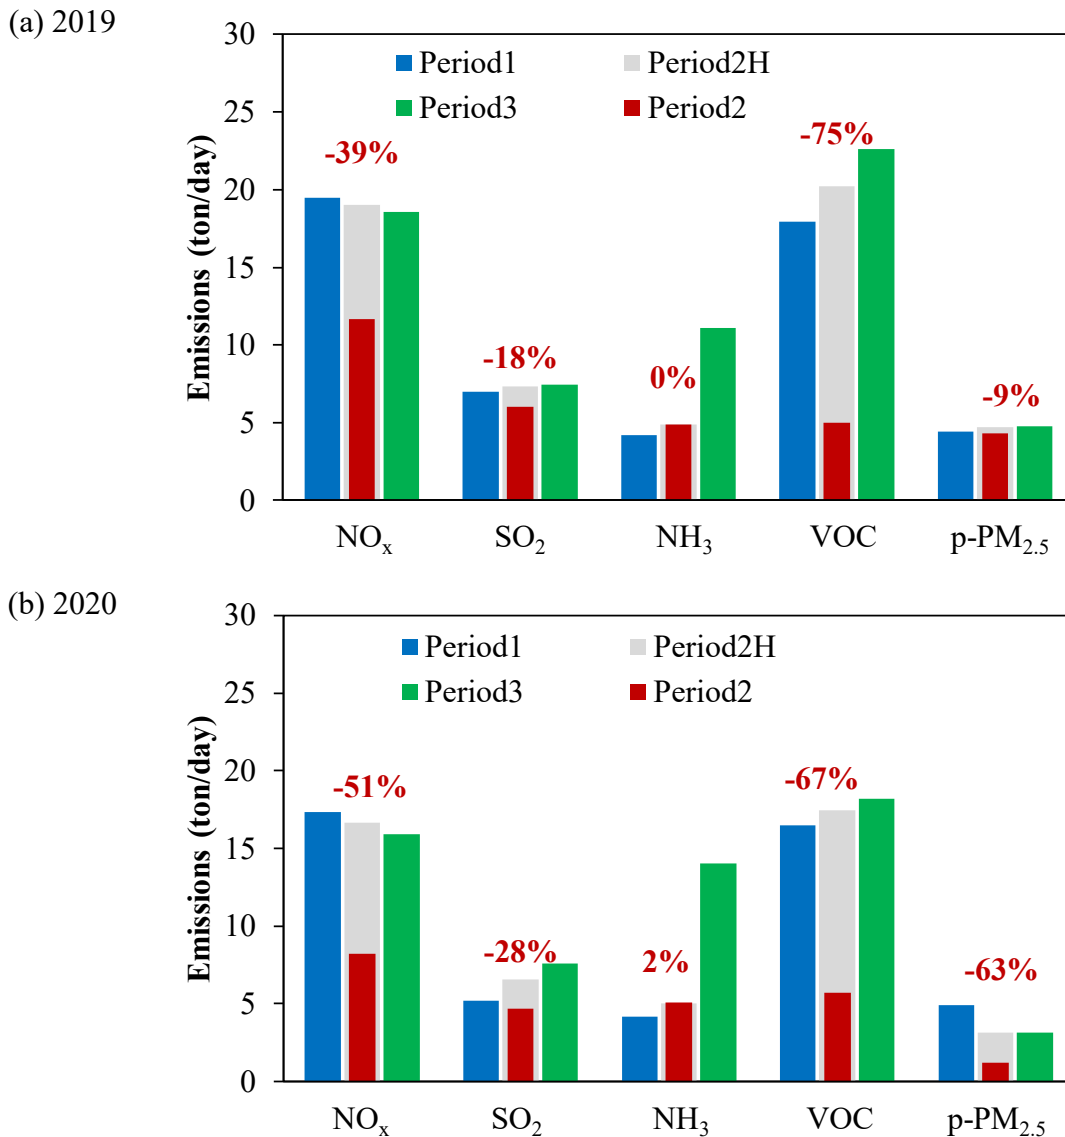 (a) 2019
Emissions (ton/day)
30
25
20
15
10
5
0
Period1
Period2H
Period3
Period2
-39%
-18%
0%
-75%
-9%
NOₓ
SO₂
NH₃
VOC
p-PM₂.₅
(b) 2020
Emissions (ton/day)
30
25
20
15
10
5
0
Period1
Period2H
Period3
Period2
-51%
-28%
2%
-67%
-63%
NOₓ
SO₂
NH₃
VOC
p-PM₂.₅